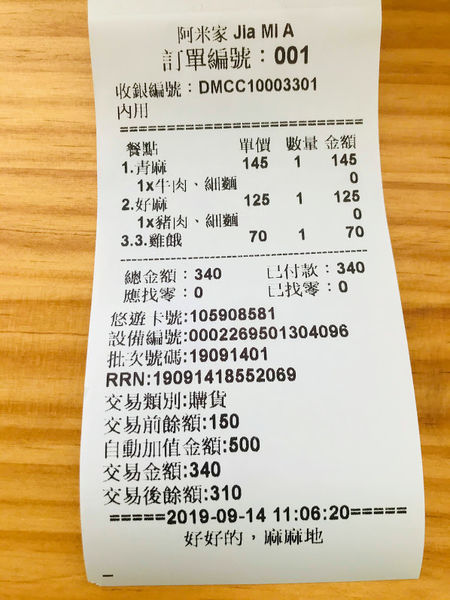 阿米家 Jia Mi A
訂單編號：001
收銀編號：DMCC10003301
內用
============================
餐點 單價 數量 金額
1.青麻 145 1 145
1x牛肉、細麵 0
2.好麻 125 1 125
1x豬肉、細麵 0
3.3.雞餓 70 1 70
--------------------------------------------
總金額：340 已付款：340
應找零：0 已找零：0
悠遊卡號:105908581
設備編號:0002269501304096
批次號碼:19091401
RRN:19091418552069
交易類別:購貨
交易前餘額:150
自動加值金額:500
交易金額:340
交易後餘額:310
=====2019-09-14 11:06:20=====
好好的，麻麻地